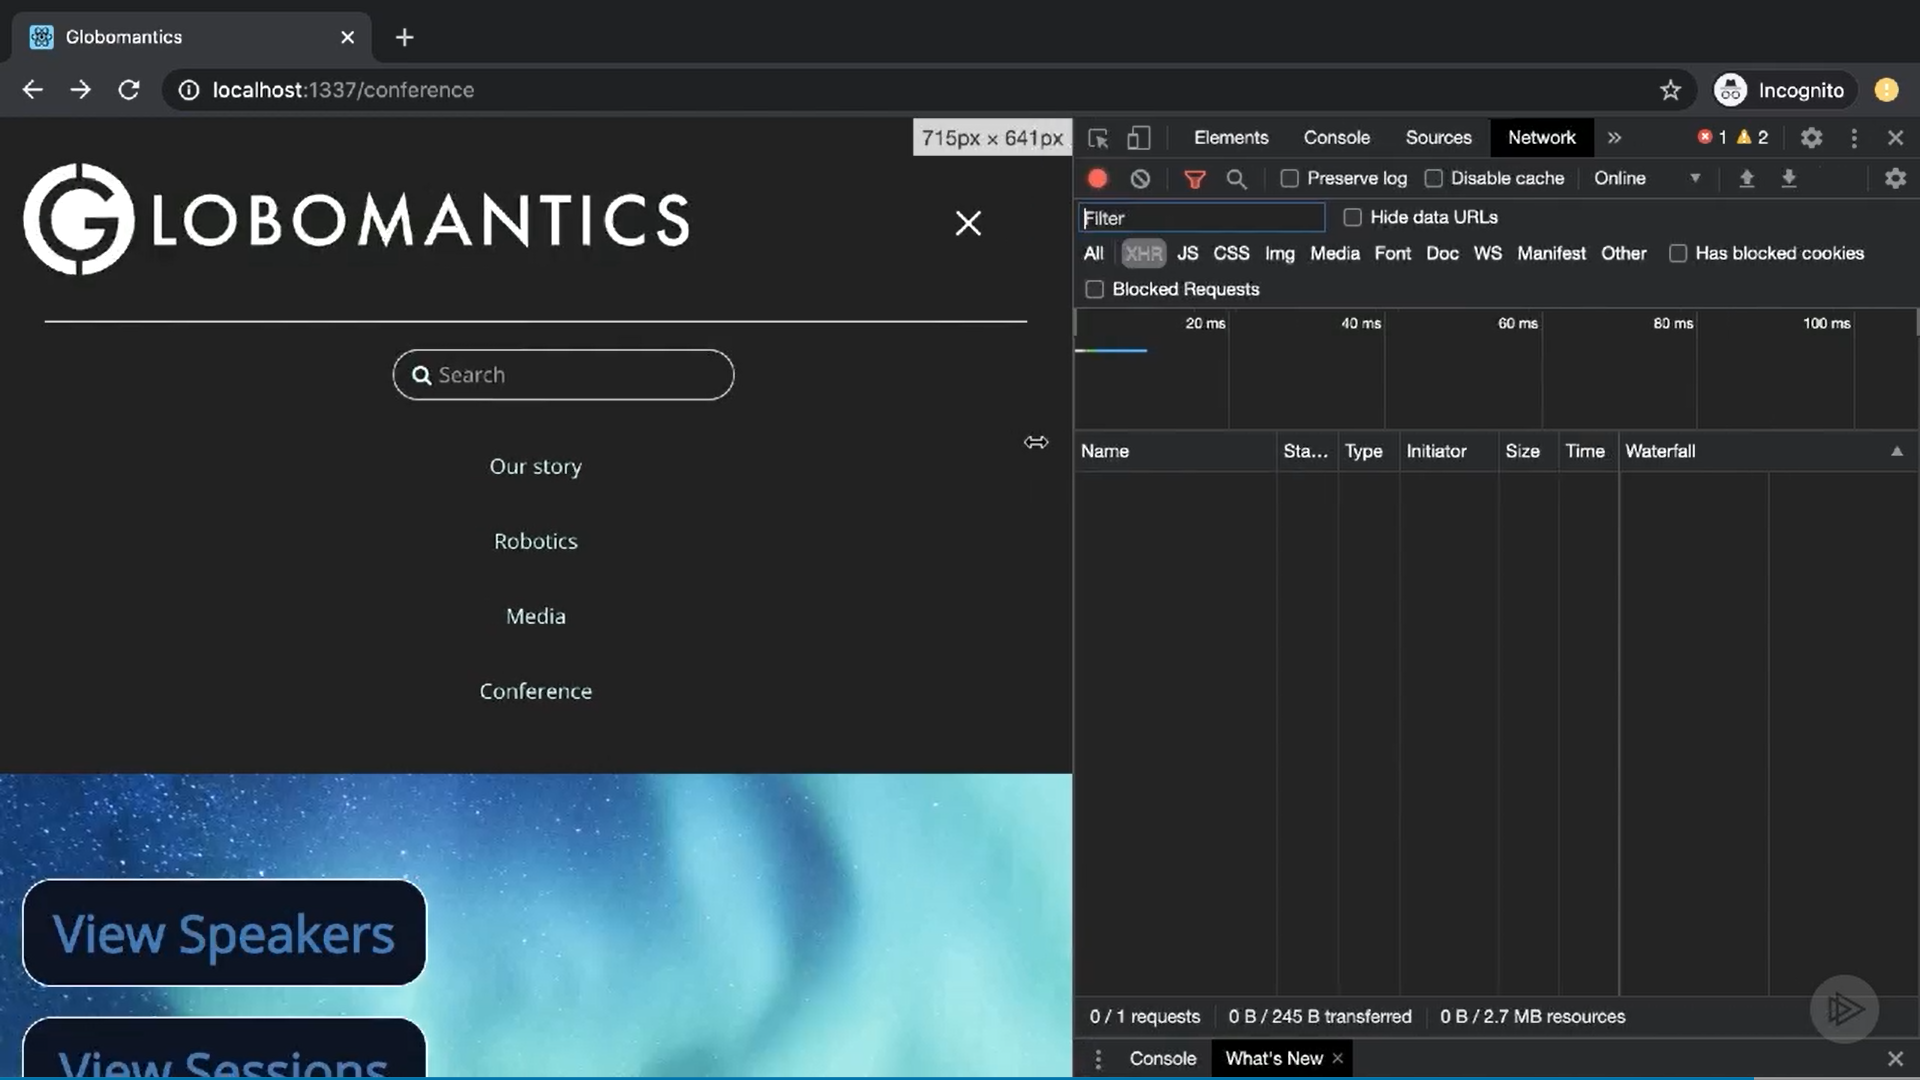 Globomantics
localhost:1337/conference
Incognito
715px × 641px
GLOBOMANTICS
Search
Our story
Robotics
Media
Conference
View Speakers
View Sessions
Elements Console Sources Network » 1 2
Preserve log Disable cache Online
Filter Hide data URLs
All XHR JS CSS Img Media Font Doc WS Manifest Other Has blocked cookies
Blocked Requests
20 ms 40 ms 60 ms 80 ms 100 ms
Name Sta... Type Initiator Size Time Waterfall
0 / 1 requests 0 B / 245 B transferred 0 B / 2.7 MB resources
Console What's New